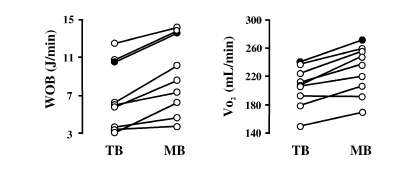 WOB (J/min)
15
11
7
3
TB MB
Vo₂ (mL/min)
300
260
220
180
140
TB MB